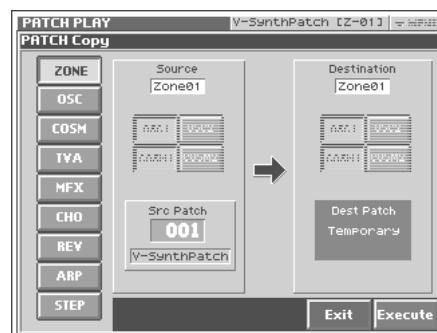 PATCH PLAY
V-SynthPatch [Z-01]
PATCH Copy
ZONE
OSC
COSM
TVA
MFX
CHO
REV
ARP
STEP
Source
Zone01
Src Patch
001
V-SynthPatch
Destination
Zone01
Dest Patch
Temporary
Exit
Execute